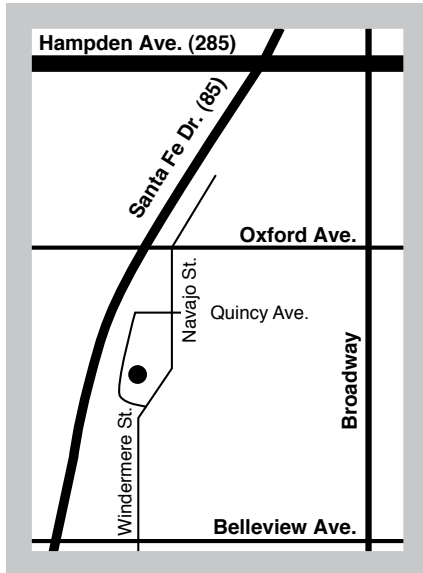 Hampden Ave. (285)
Santa Fe Dr. (85)
Oxford Ave.
Navajo St.
Quincy Ave.
Broadway
Windermere St.
Belleview Ave.